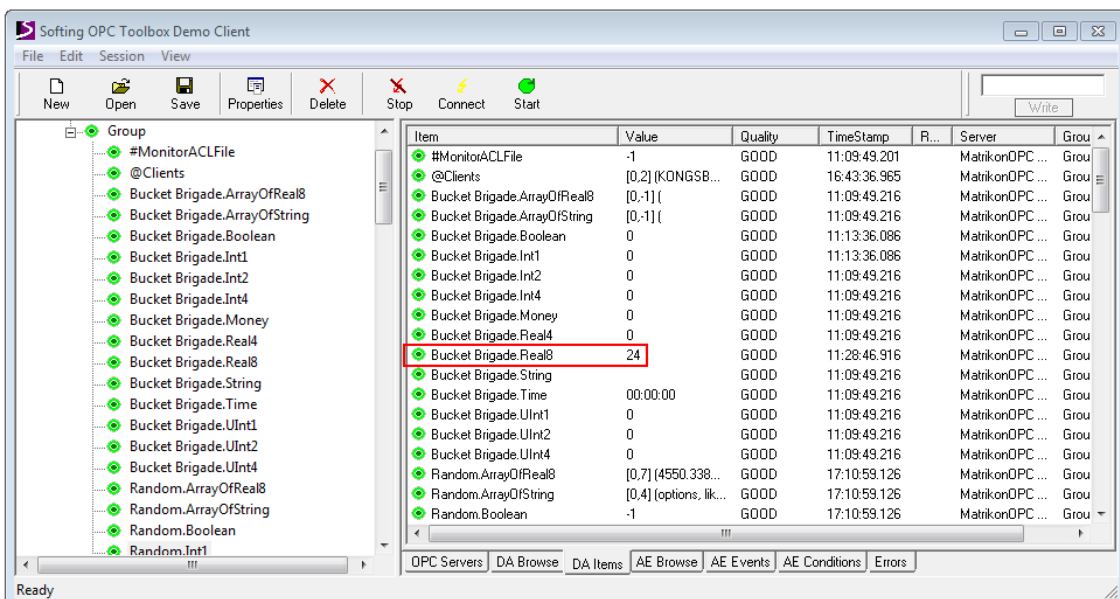 Softing OPC Toolbox Demo Client
File Edit Session View
New Open Save Properties Delete Stop Connect Start Write
Group
#MonitorACLFile
@Clients
Bucket Brigade.ArrayOfReal8
Bucket Brigade.ArrayOfString
Bucket Brigade.Boolean
Bucket Brigade.Int1
Bucket Brigade.Int2
Bucket Brigade.Int4
Bucket Brigade.Money
Bucket Brigade.Real4
Bucket Brigade.Real8
Bucket Brigade.String
Bucket Brigade.Time
Bucket Brigade.UInt1
Bucket Brigade.UInt2
Bucket Brigade.UInt4
Random.ArrayOfReal8
Random.ArrayOfString
Random.Boolean
Random.Int1
Item Value Quality TimeStamp R... Server Grou
#MonitorACLFile -1 GOOD 11:09:49.201 MatrikonOPC ... Grou
@Clients [0,2] (KONGSB... GOOD 16:43:36.965 MatrikonOPC ... Grou
Bucket Brigade.ArrayOfReal8 [0,-1] ( GOOD 11:09:49.216 MatrikonOPC ... Grou
Bucket Brigade.ArrayOfString [0,-1] ( GOOD 11:09:49.216 MatrikonOPC ... Grou
Bucket Brigade.Boolean 0 GOOD 11:13:36.086 MatrikonOPC ... Grou
Bucket Brigade.Int1 0 GOOD 11:13:36.086 MatrikonOPC ... Grou
Bucket Brigade.Int2 0 GOOD 11:09:49.216 MatrikonOPC ... Grou
Bucket Brigade.Int4 0 GOOD 11:09:49.216 MatrikonOPC ... Grou
Bucket Brigade.Money 0 GOOD 11:09:49.216 MatrikonOPC ... Grou
Bucket Brigade.Real4 0 GOOD 11:09:49.216 MatrikonOPC ... Grou
Bucket Brigade.Real8 24 GOOD 11:28:46.916 MatrikonOPC ... Grou
Bucket Brigade.String GOOD 11:09:49.216 MatrikonOPC ... Grou
Bucket Brigade.Time 00:00:00 GOOD 11:09:49.216 MatrikonOPC ... Grou
Bucket Brigade.UInt1 0 GOOD 11:09:49.216 MatrikonOPC ... Grou
Bucket Brigade.UInt2 0 GOOD 11:09:49.216 MatrikonOPC ... Grou
Bucket Brigade.UInt4 0 GOOD 11:09:49.216 MatrikonOPC ... Grou
Random.ArrayOfReal8 [0,7] (4550.338... GOOD 17:10:59.126 MatrikonOPC ... Grou
Random.ArrayOfString [0,4] (options, lik... GOOD 17:10:59.126 MatrikonOPC ... Grou
Random.Boolean -1 GOOD 17:10:59.126 MatrikonOPC ... Grou
OPC Servers DA Browse DA Items AE Browse AE Events AE Conditions Errors
Ready